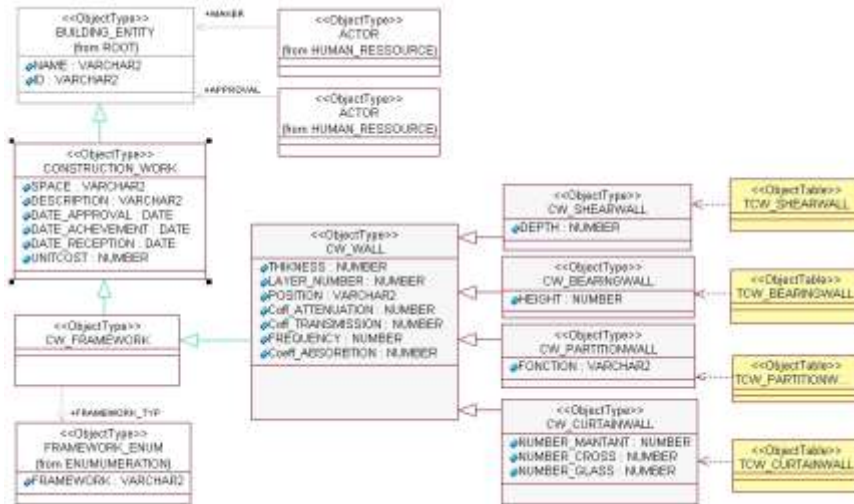 <<ObjectType>>
BUILDING_ENTITY
(from ROOT)
NAME : VARCHAR2
ID : VARCHAR2
+MAKER
<<ObjectType>>
ACTOR
(from HUMAN_RESSOURCE)
+APPROVAL
<<ObjectType>>
ACTOR
(from HUMAN_RESSOURCE)
<<ObjectType>>
CONSTRUCTION_WORK
SPACE : VARCHAR2
DESCRIPTION : VARCHAR2
DATE_APPROVAL : DATE
DATE_ACHEVEMENT : DATE
DATE_RECEPTION : DATE
UNITCOST : NUMBER
<<ObjectType>>
CW_FRAMEWORK
+FRAMEWORK_TYP
<<ObjectType>>
FRAMEWORK_ENUM
(from ENUMUMERATION)
FRAMEWORK : VARCHAR2
<<ObjectType>>
CW_WALL
THIKNESS : NUMBER
LAYER_NUMBER : NUMBER
POSITION : VARCHAR2
Coff_ATTENUATION : NUMBER
Coff_TRANSMISSION : NUMBER
FREQUENCY : NUMBER
Coeff_ABSORBTION : NUMBER
<<ObjectType>>
CW_SHEARWALL
DEPTH : NUMBER
<<ObjectType>>
CW_BEARINGWALL
HEIGHT : NUMBER
<<ObjectType>>
CW_PARTITIONWALL
FONCTION : VARCHAR2
<<ObjectType>>
CW_CURTAINWALL
NUMBER_MANTANT : NUMBER
NUMBER_CROSS : NUMBER
NUMBER_GLASS : NUMBER
<<ObjectTable>>
TCW_SHEARWALL
<<ObjectTable>>
TCW_BEARINGWALL
<<ObjectTable>>
TCW_PARTITIONW...
<<ObjectTable>>
TCW_CURTAINWALL